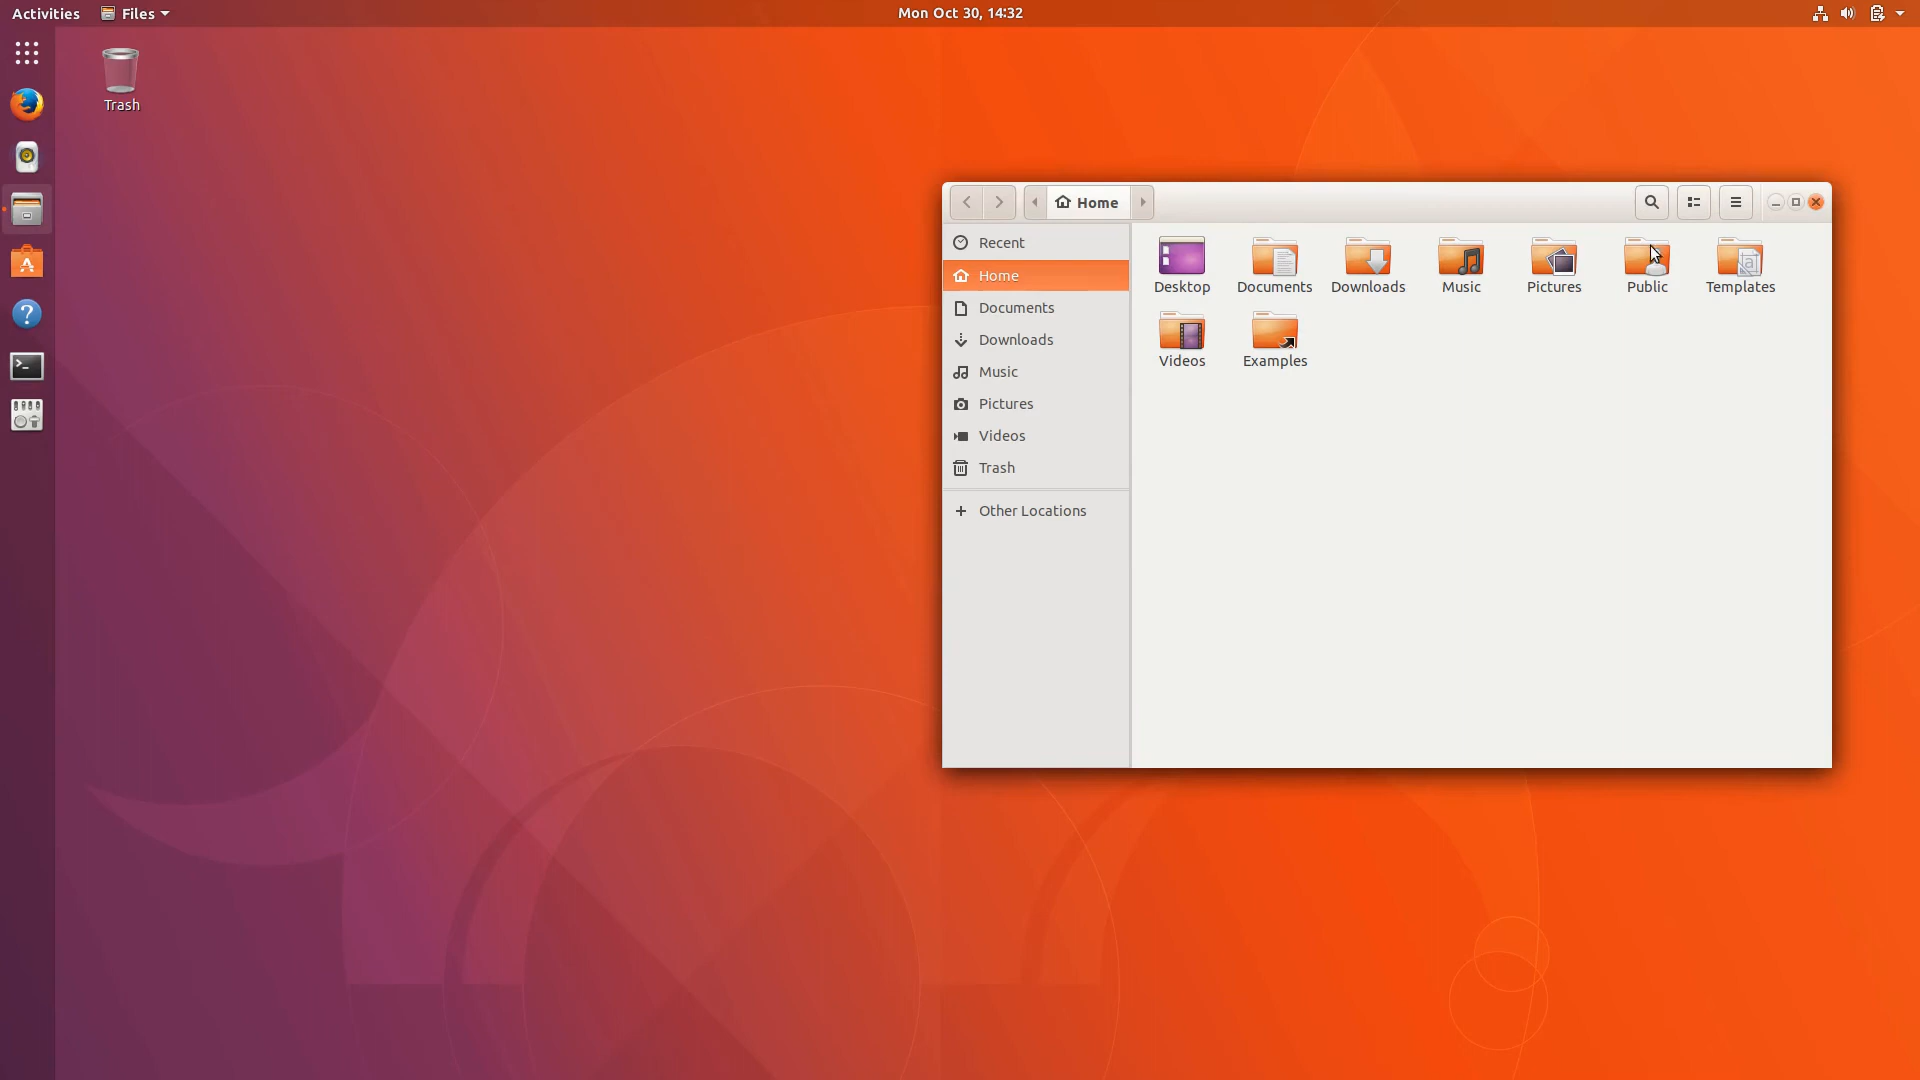 Activities Files Mon Oct 30, 14:32
Trash
Home
Recent
Home
Documents
Downloads
Music
Pictures
Videos
Trash
Other Locations
Desktop Documents Downloads Music Pictures Public Templates
Videos Examples